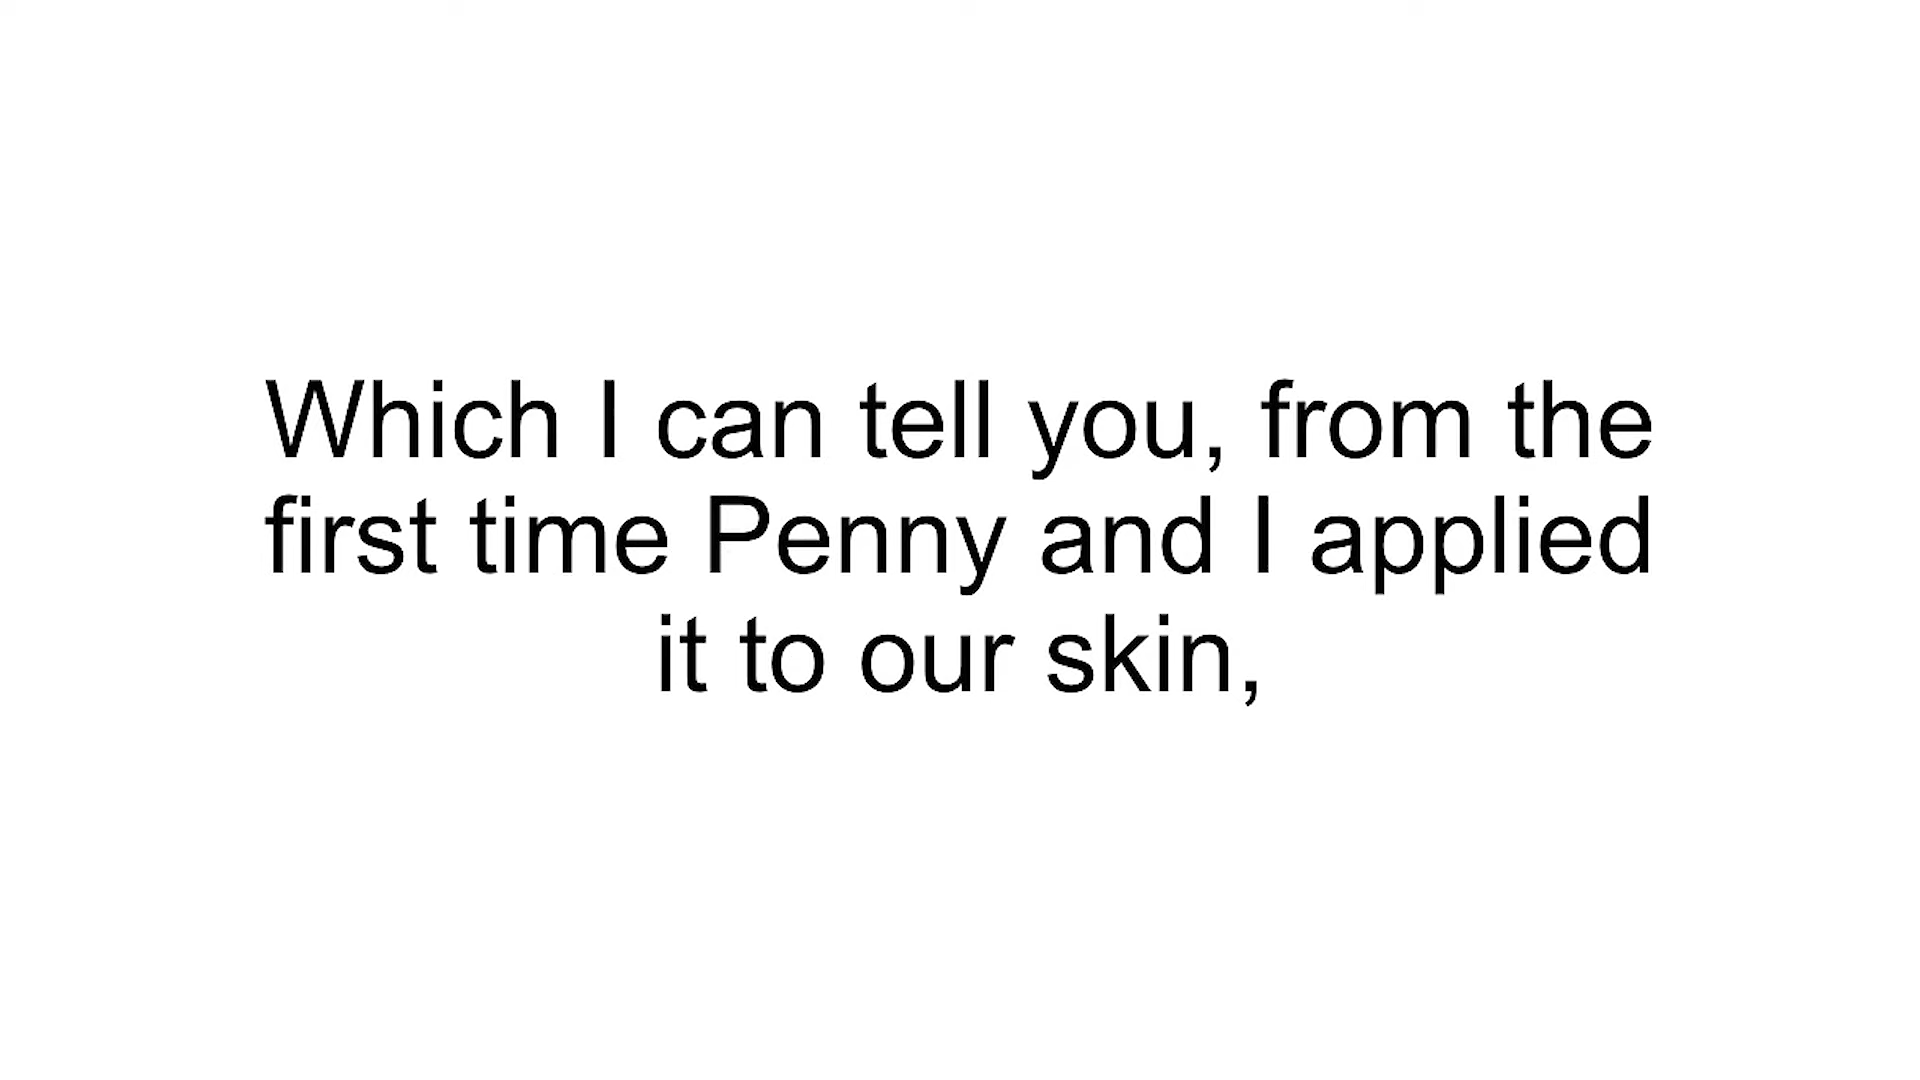 Which I can tell you, from the
first time Penny and I applied
it to our skin,